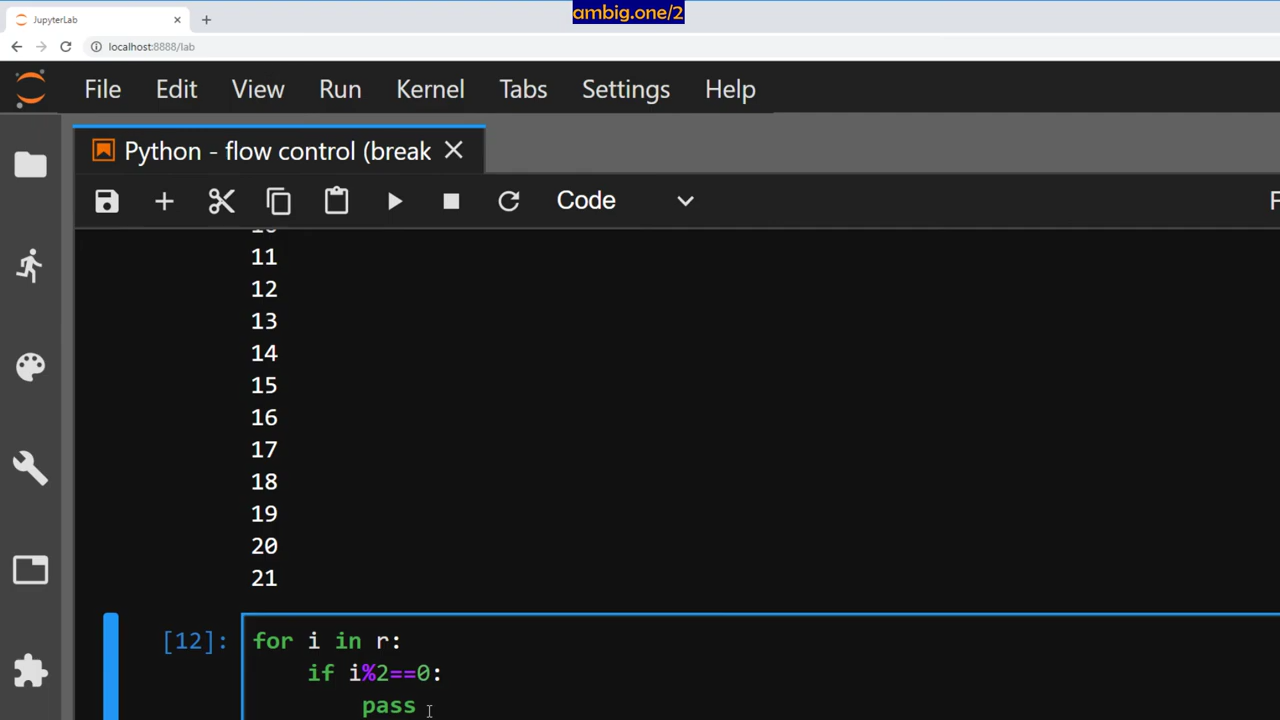 ambig.one/2
JupyterLab
localhost:8888/lab
File Edit View Run Kernel Tabs Settings Help
Python - flow control (break
Code
10
11
12
13
14
15
16
17
18
19
20
21
[12]: for i in r:
if i%2==0:
pass